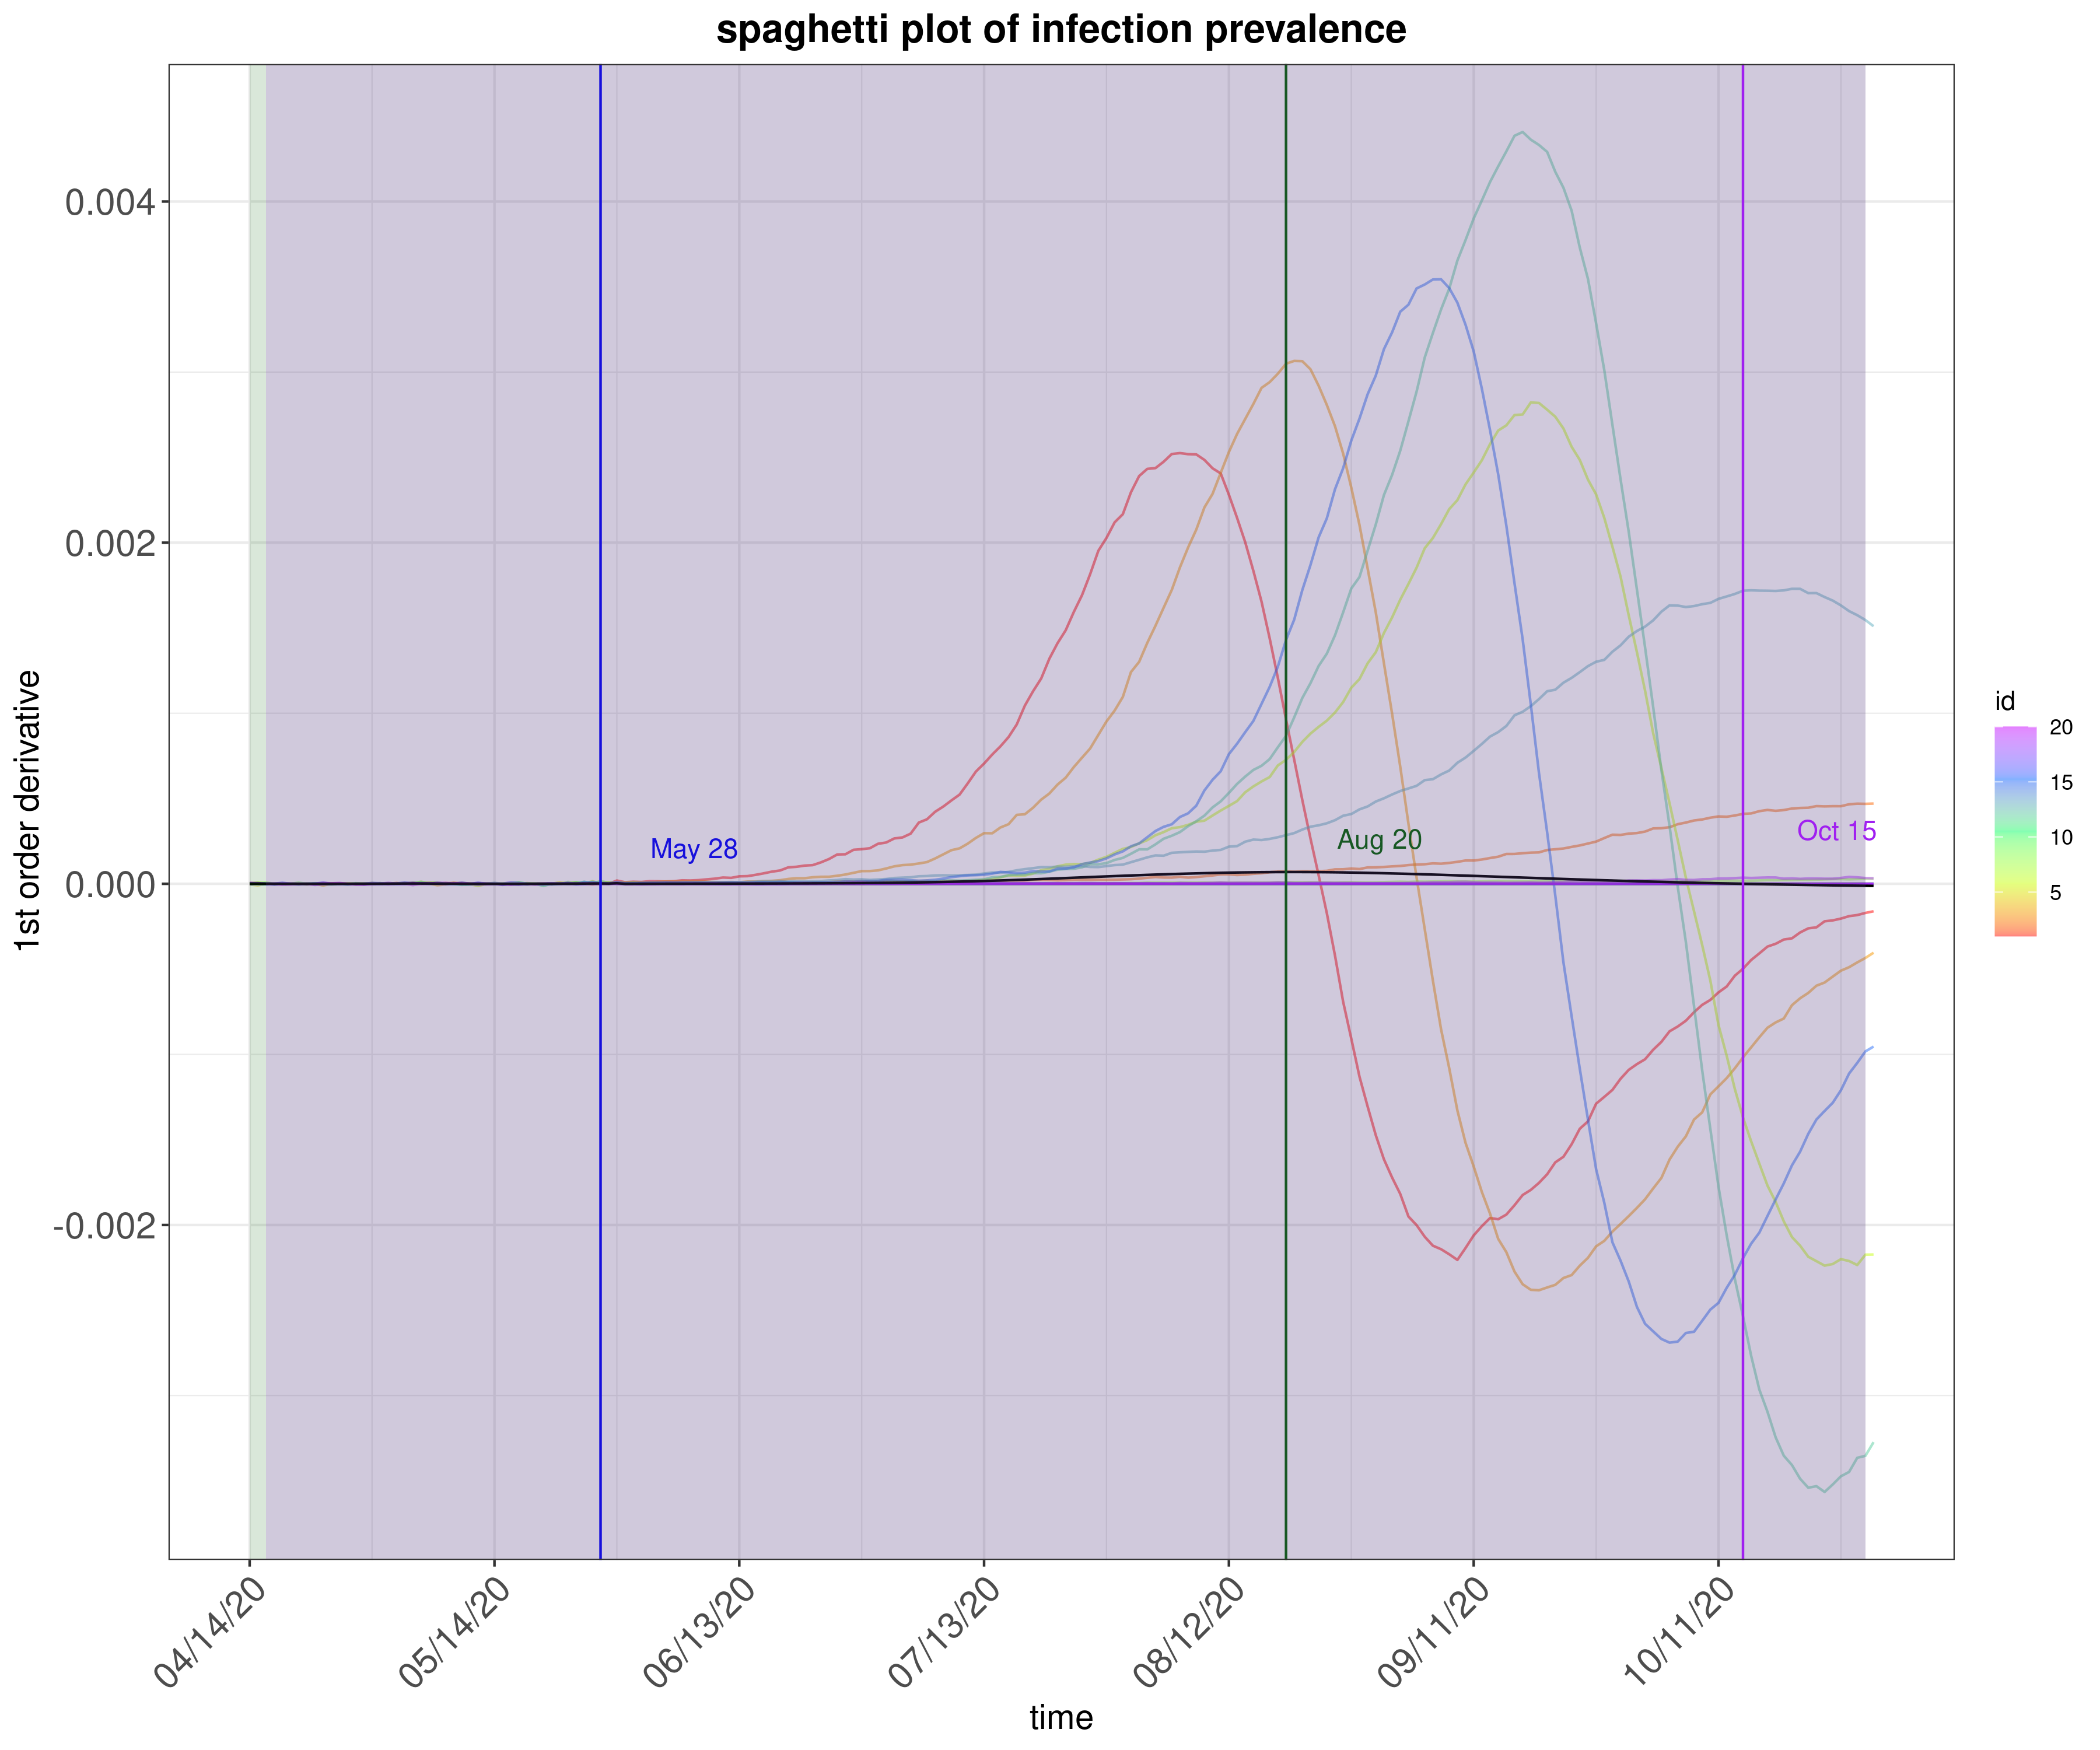 spaghetti plot of infection prevalence
1st order derivative
0.004
0.002
0.000
-0.002
May 28
Aug 20
Oct 15
04/14/20
05/14/20
06/13/20
07/13/20
08/12/20
09/11/20
10/11/20
time
id
20
15
10
5